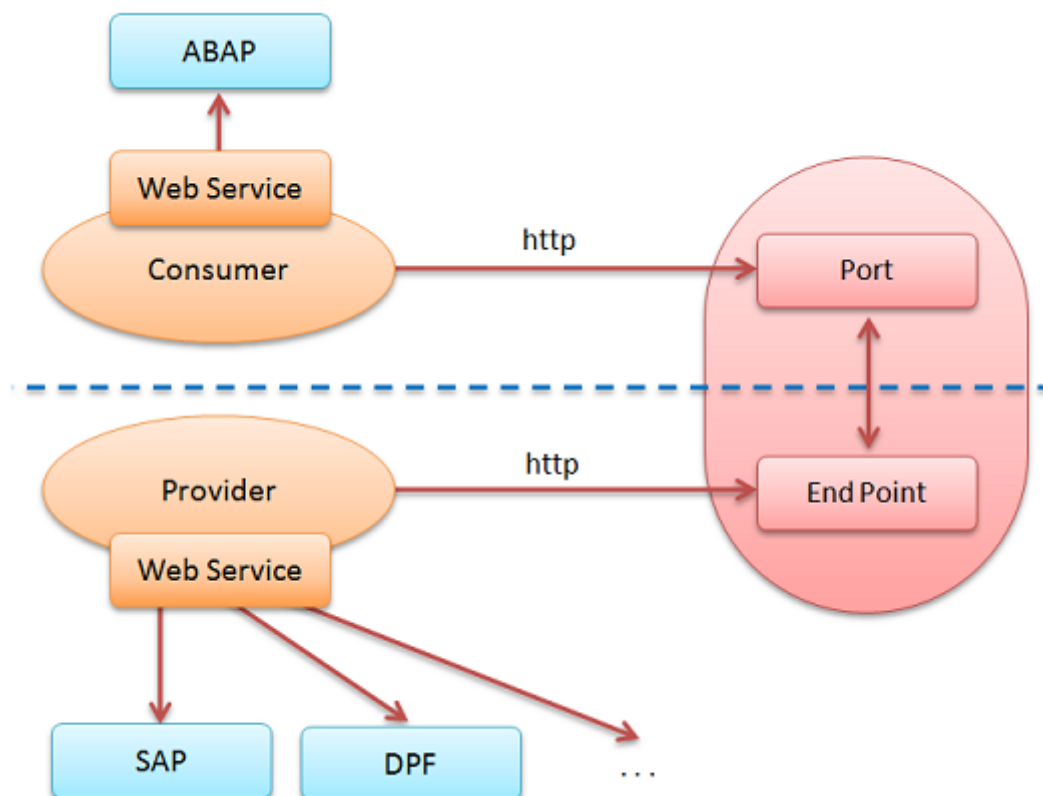 ABAP
Web Service
Consumer
http
Port
Provider
http
End Point
Web Service
SAP
DPF
...